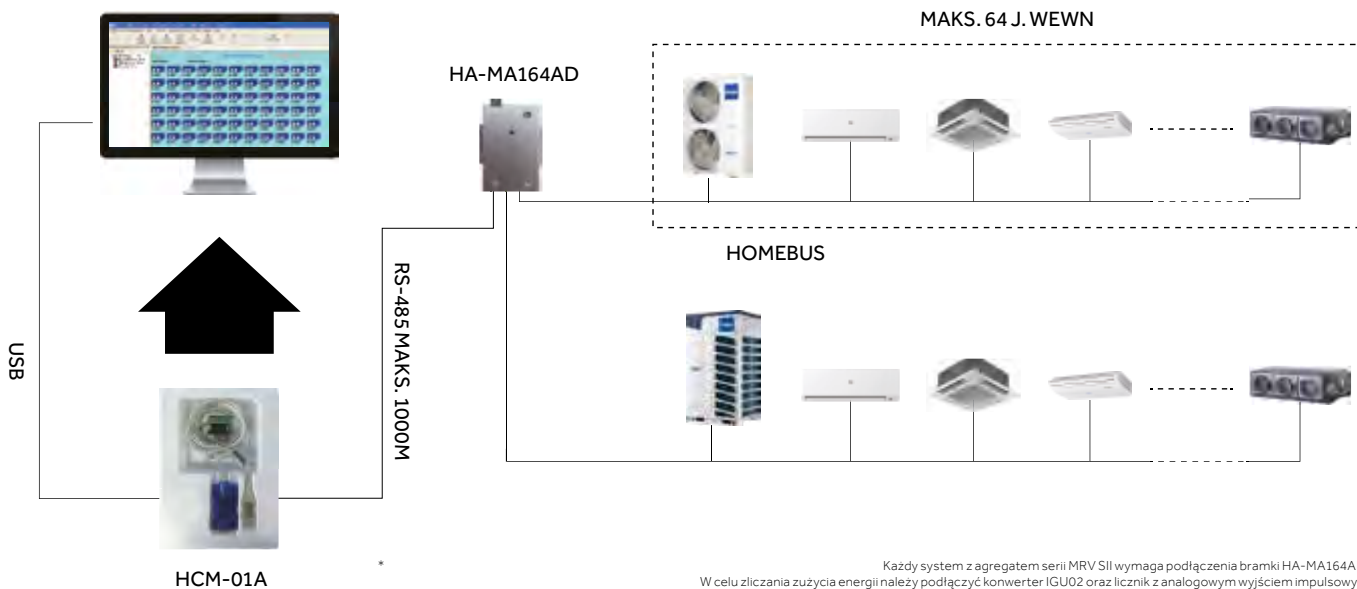 MAKS. 64 J. WEWN
HA-MA164AD
HOMEBUS
RS-485 MAKS. 1000M
USB
HCM-01A
*
Każdy system z agregatem serii MRV SII wymaga podłączenia bramki HA-MA164A
W celu zliczania zużycia energii należy podłączyć konwerter IGU02 oraz licznik z analogowym wyjściem impulsowy